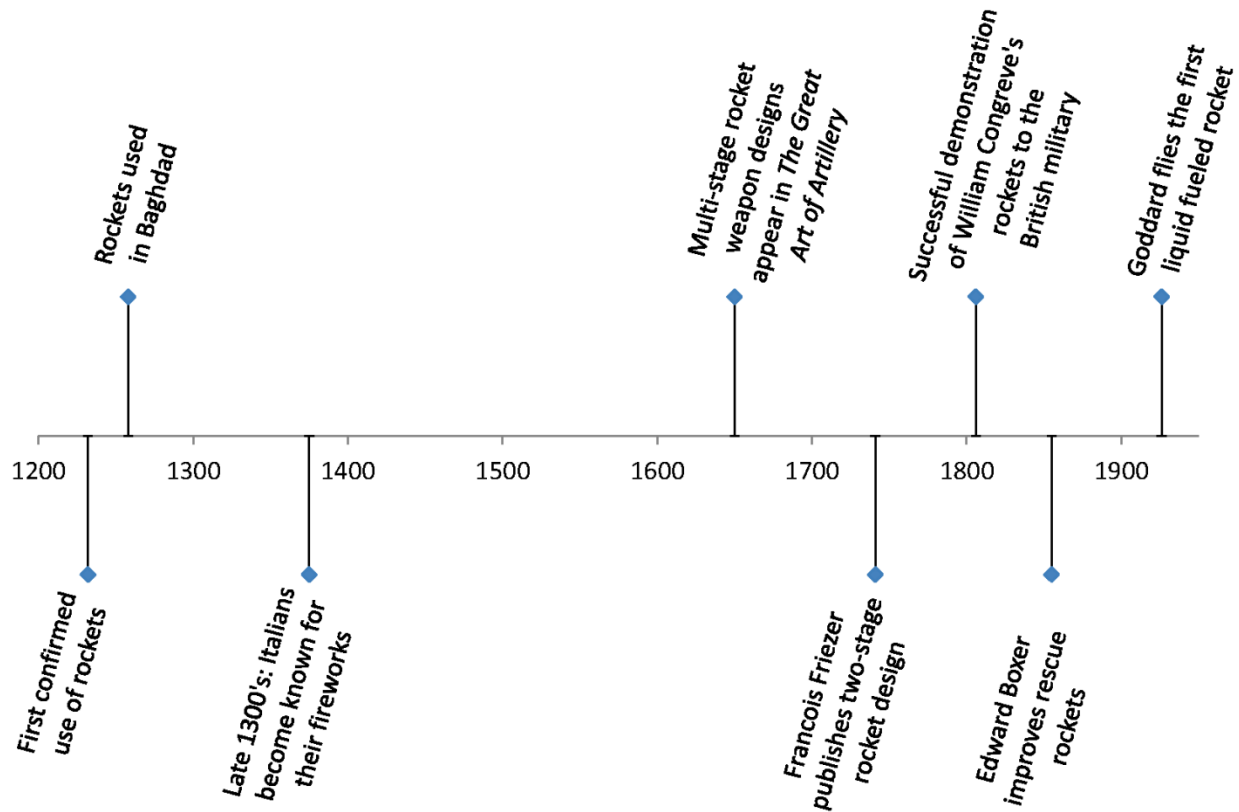 Rockets used
in Baghdad
Multi-stage rocket
weapon designs
appear in The Great
Art of Artillery
Successful demonstration
of William Congreve's
rockets to the
British military
Goddard flies the first
liquid fueled rocket
1200 1300 1400 1500 1600 1700 1800 1900
First confirmed
use of rockets
Late 1300's: Italians
become known for
their fireworks
Francois Friezer
publishes two-stage
rocket design
Edward Boxer
improves rescue
rockets